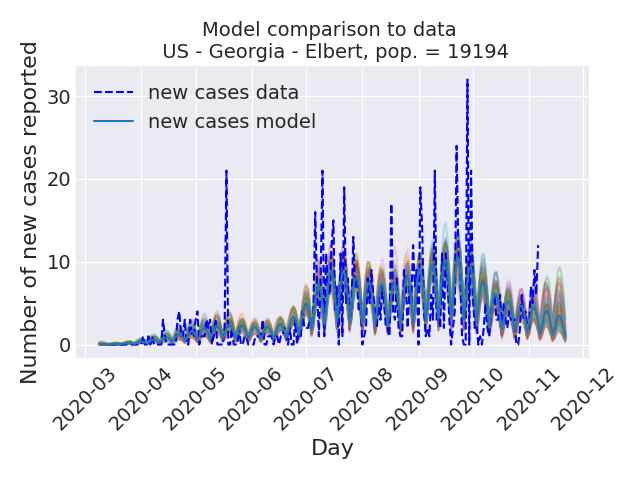 Model comparison to data
US - Georgia - Elbert, pop. = 19194
Number of new cases reported
30
20
10
0
new cases data
new cases model
2020-03
2020-04
2020-05
2020-06
2020-07
2020-08
2020-09
2020-10
2020-11
2020-12
Day